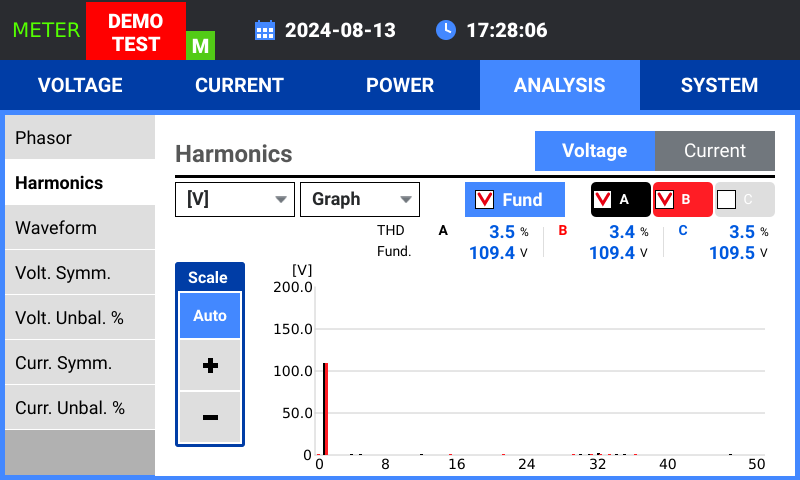 METER
DEMO
TEST
M
2024-08-13
17:28:06
VOLTAGE CURRENT POWER ANALYSIS SYSTEM
Phasor
Harmonics
Waveform
Volt. Symm.
Volt. Unbal. %
Curr. Symm.
Curr. Unbal. %
Harmonics
Voltage Current
[V] Graph Fund A B C
THD A 3.5 % B 3.4 % C 3.5 %
Fund. 109.4 V 109.4 V 109.5 V
Scale
Auto
+
−
[V]
200.0
150.0
100.0
50.0
0
0 8 16 24 32 40 50